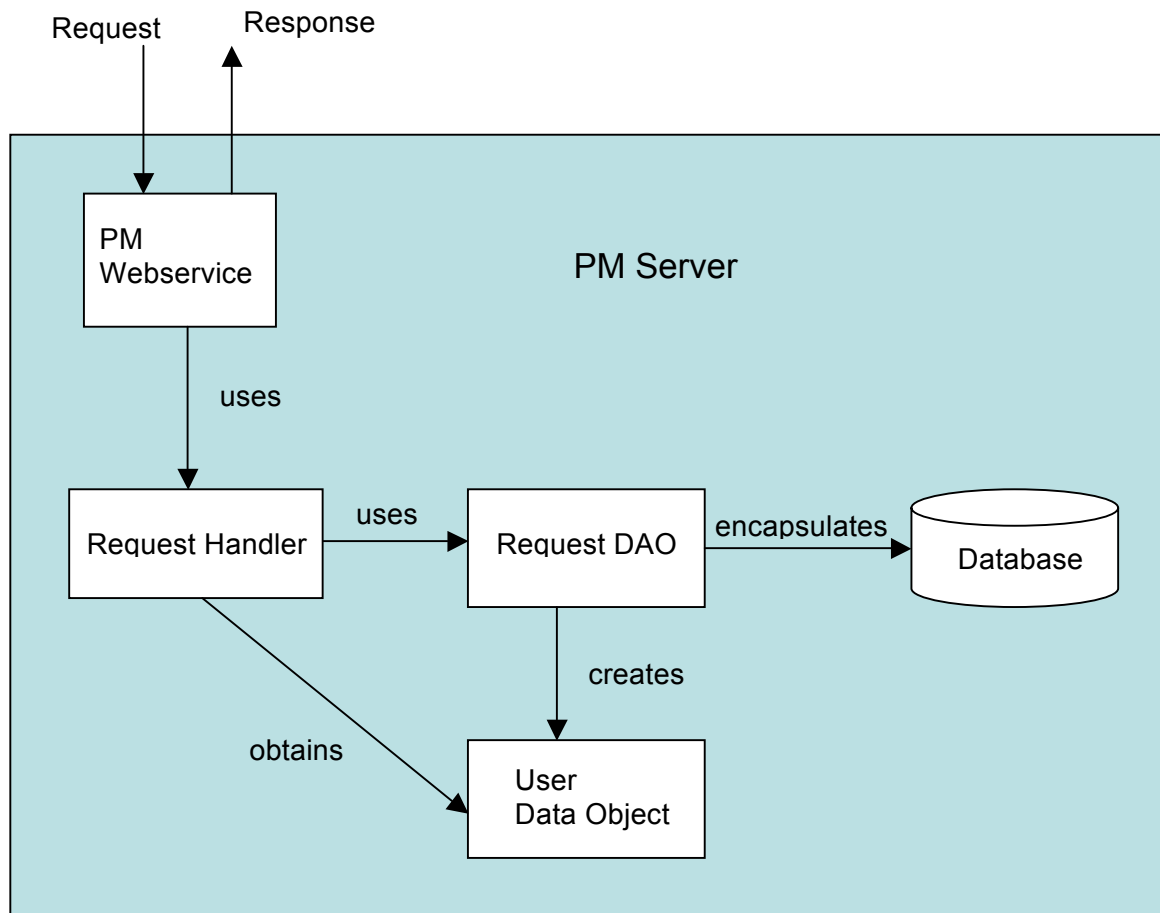 Request
Response
PM
Webservice
PM Server
uses
Request Handler
uses
Request DAO
encapsulates
Database
creates
obtains
User
Data Object